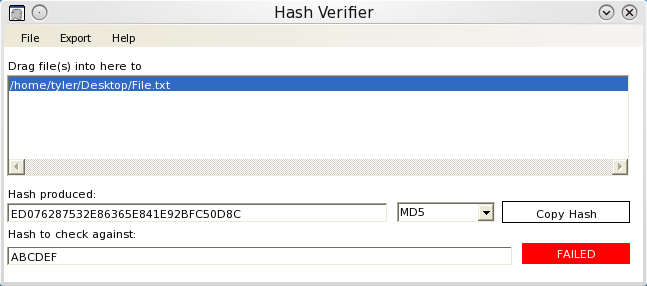 Hash Verifier
File Export Help
Drag file(s) into here to
/home/tyler/Desktop/File.txt
Hash produced:
ED076287532E86365E841E92BFC50D8C MD5 Copy Hash
Hash to check against:
ABCDEF FAILED